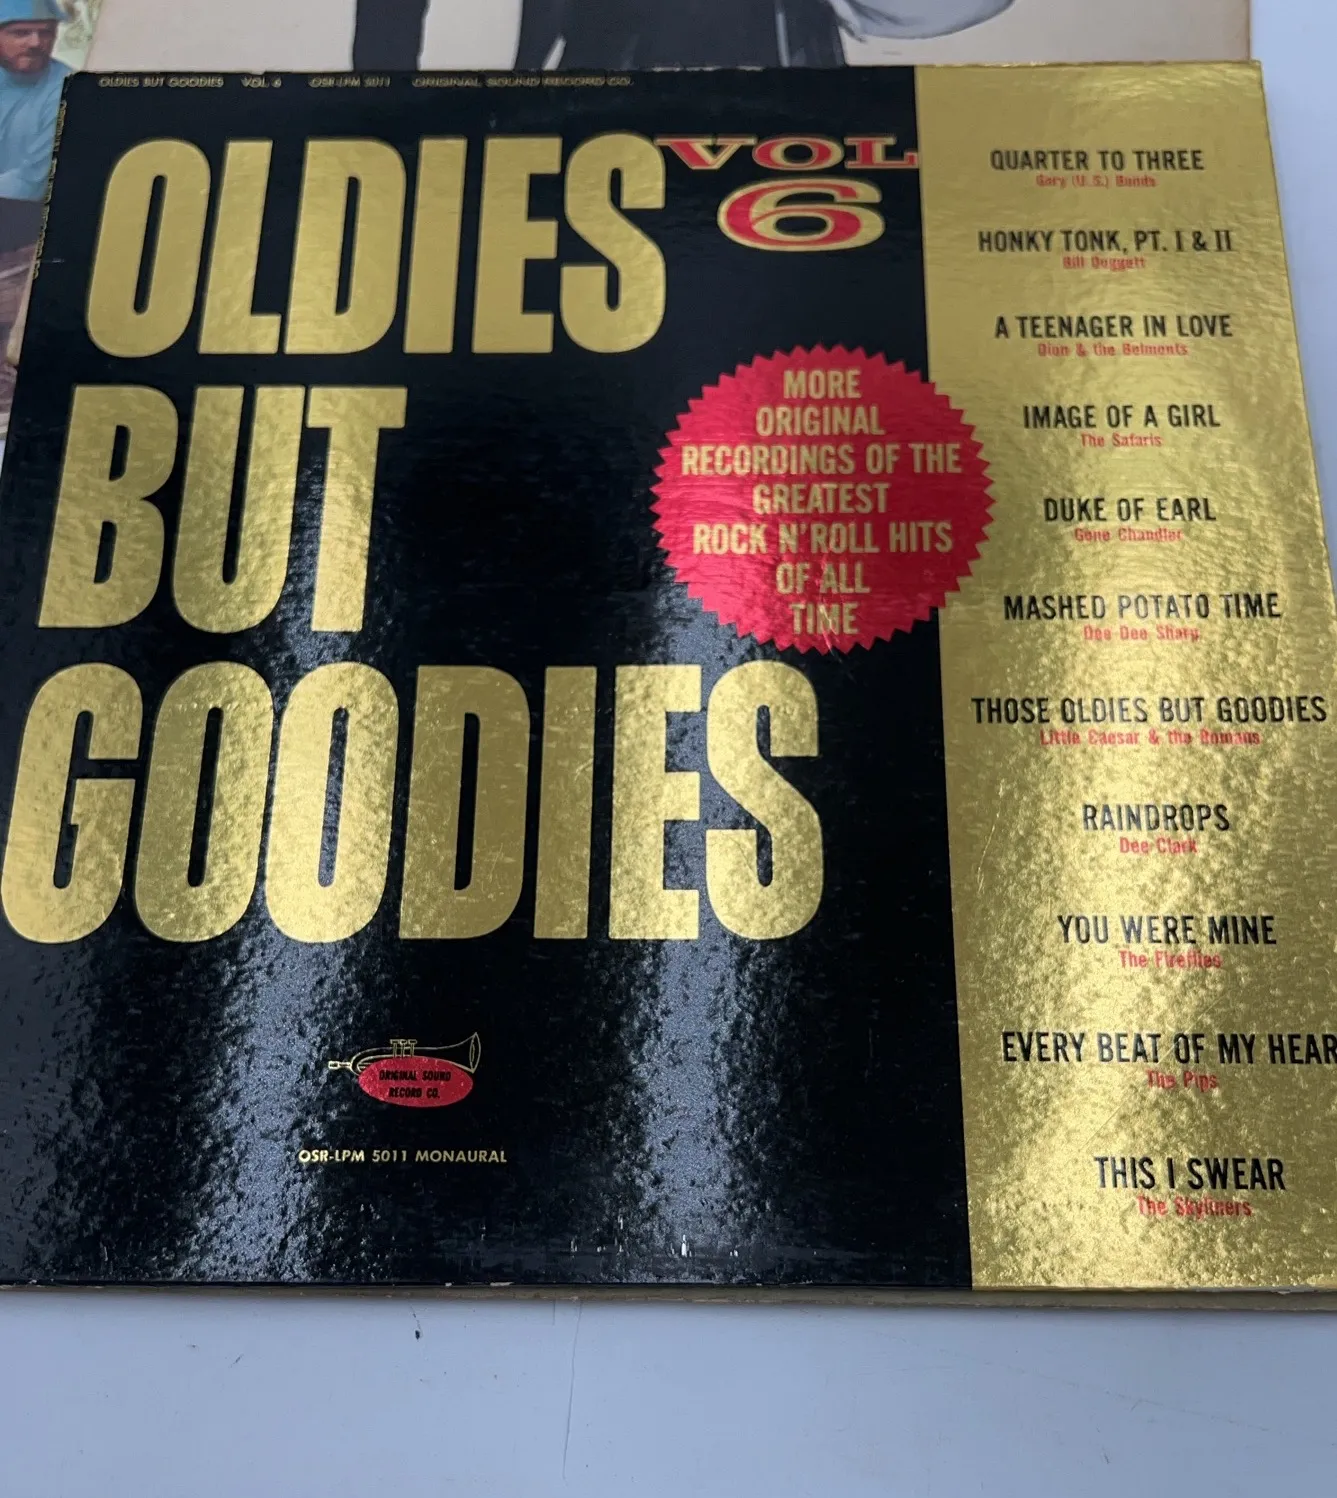 OLDIES BUT GOODIES VOL. 6 OSR-LPM 5011 ORIGINAL SOUND RECORD CO.
OLDIES
BUT
GOODIES
VOL
6
MORE
ORIGINAL
RECORDINGS OF THE
GREATEST
ROCK N' ROLL HITS
OF ALL
TIME
ORIGINAL SOUND
RECORD CO.
OSR-LPM 5011 MONAURAL
QUARTER TO THREE
Gary (U.S.) Bonds
HONKY TONK, PT. I & II
Bill Doggett
A TEENAGER IN LOVE
Dion & the Belmonts
IMAGE OF A GIRL
The Safaris
DUKE OF EARL
Gene Chandler
MASHED POTATO TIME
Dee Dee Sharp
THOSE OLDIES BUT GOODIES
Little Caesar & the Romans
RAINDROPS
Dee Clark
YOU WERE MINE
The Fireflies
EVERY BEAT OF MY HEAR
The Pips
THIS I SWEAR
The Skyliners